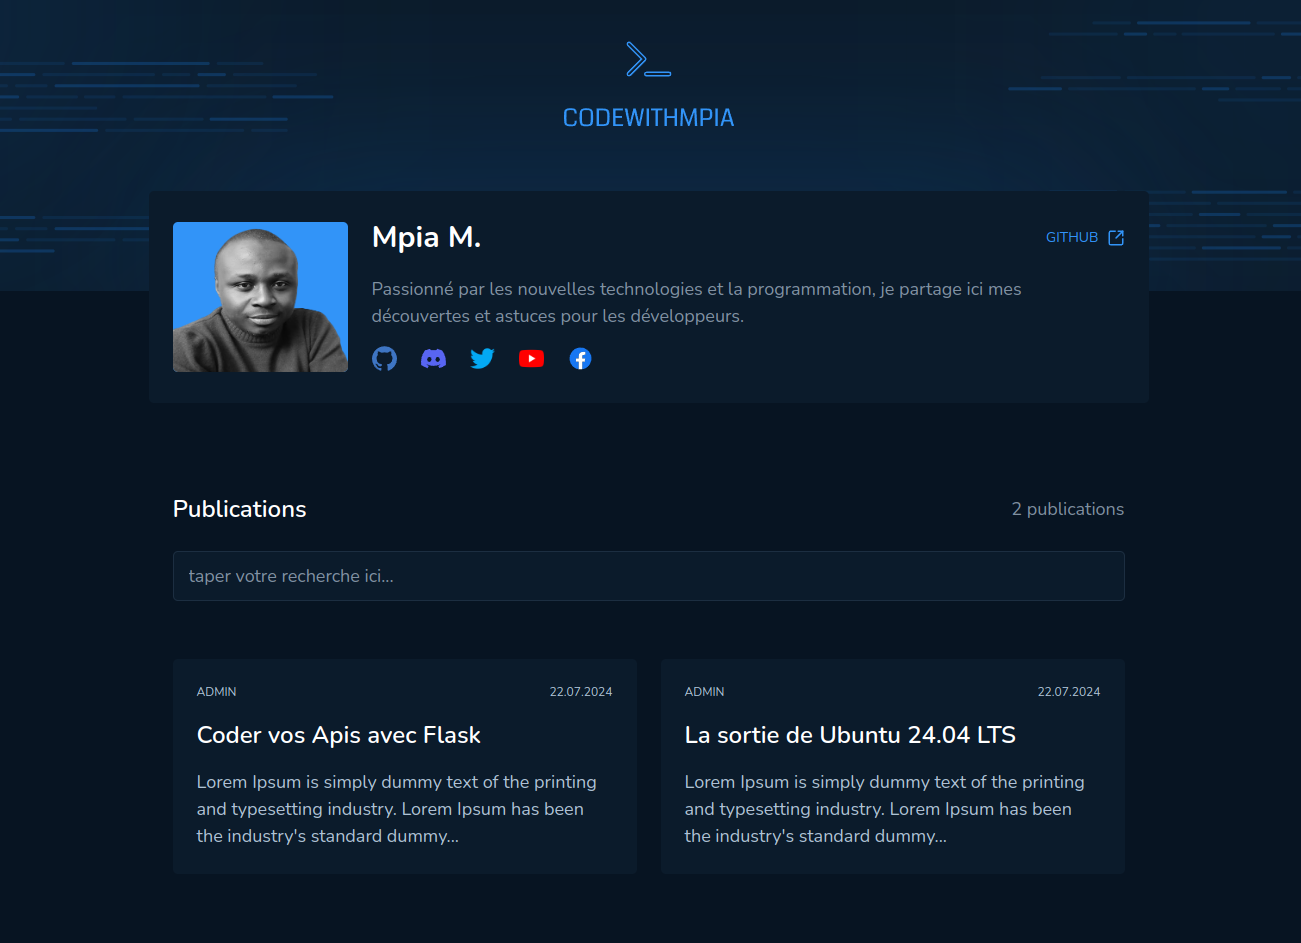 CODEWITHMPIA
Mpia M.
GITHUB
Passionné par les nouvelles technologies et la programmation, je partage ici mes
découvertes et astuces pour les développeurs.
Publications
2 publications
taper votre recherche ici...
ADMIN
22.07.2024
Coder vos Apis avec Flask
Lorem Ipsum is simply dummy text of the printing
and typesetting industry. Lorem Ipsum has been
the industry's standard dummy...
ADMIN
22.07.2024
La sortie de Ubuntu 24.04 LTS
Lorem Ipsum is simply dummy text of the printing
and typesetting industry. Lorem Ipsum has been
the industry's standard dummy...